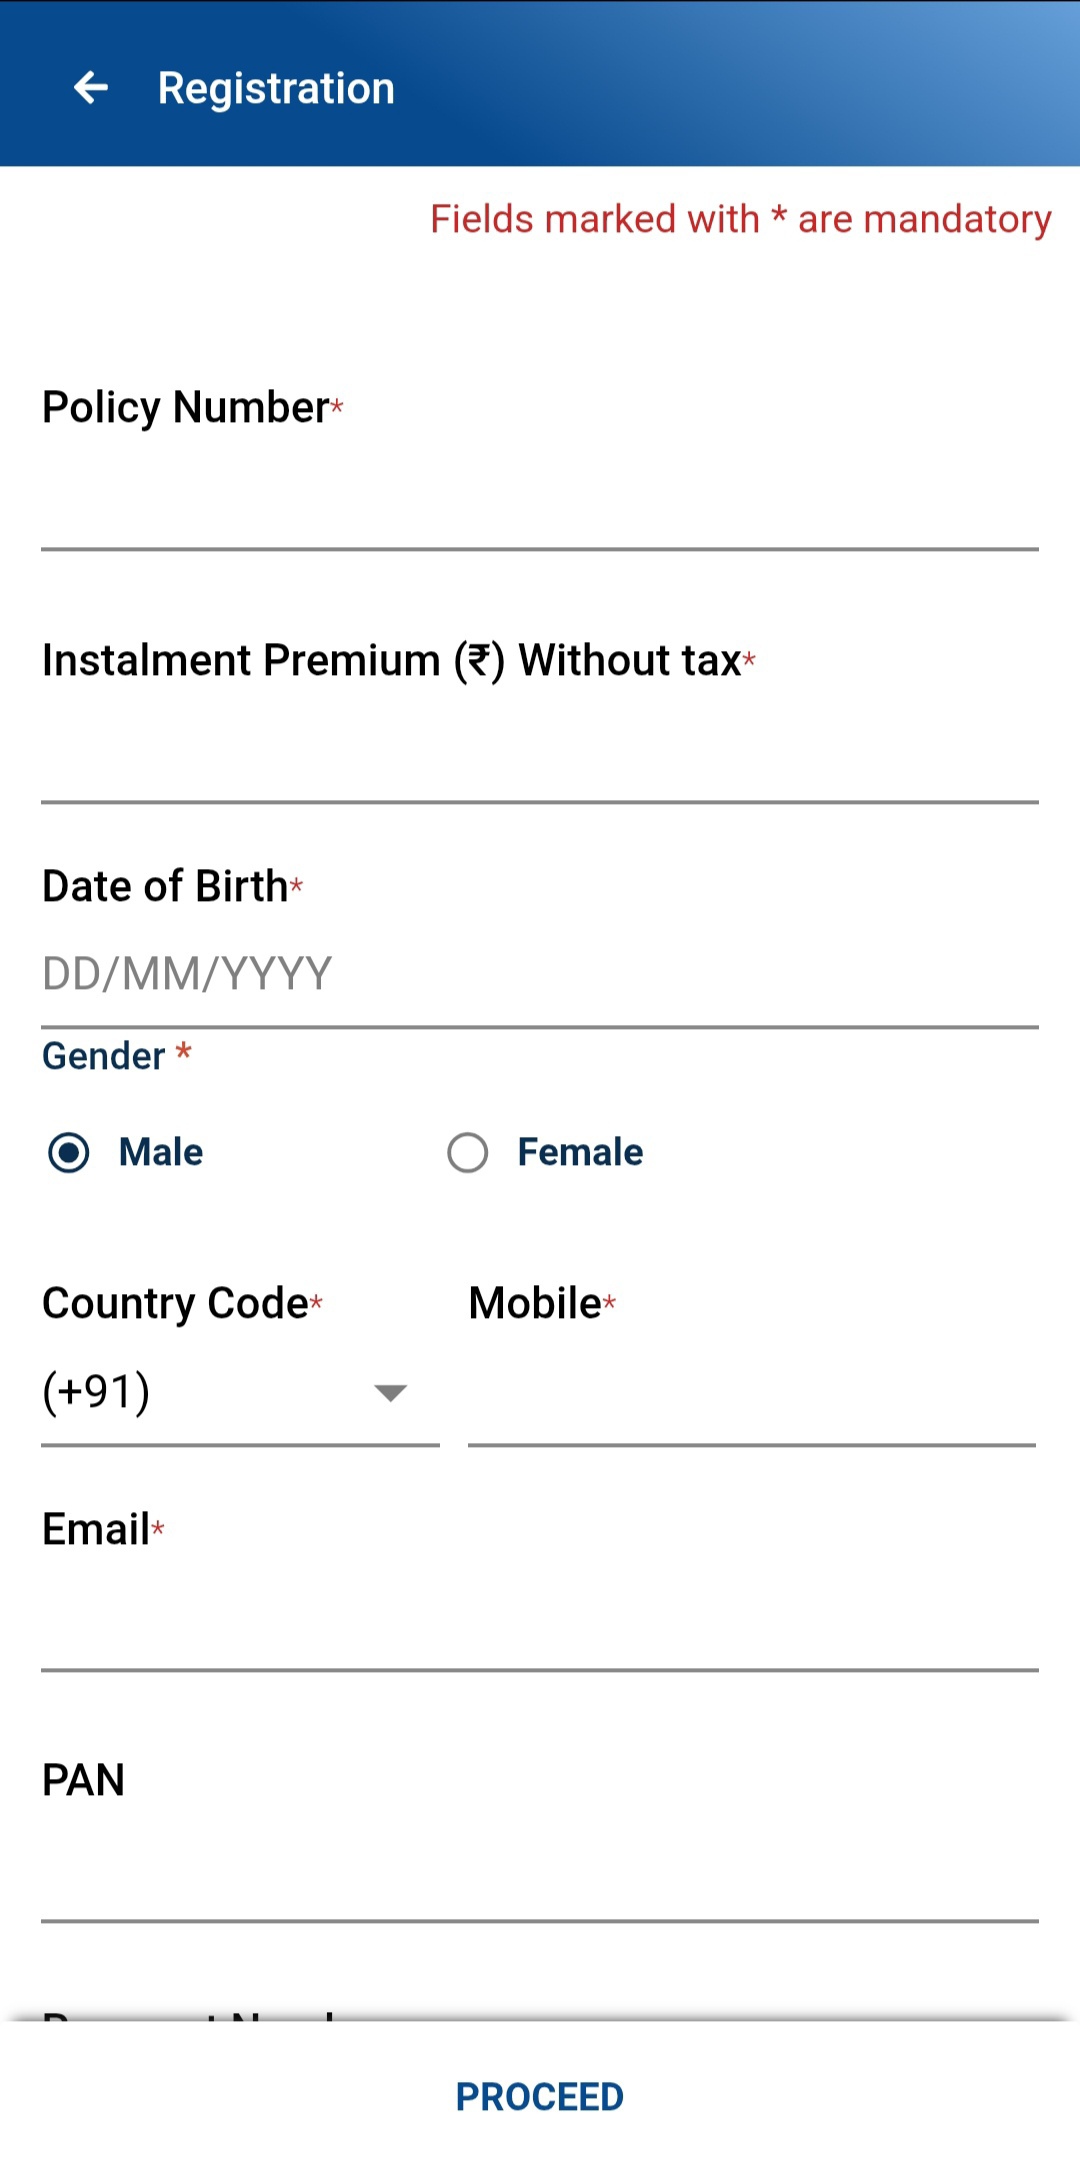 Registration
Fields marked with * are mandatory
Policy Number*
Instalment Premium (₹) Without tax*
Date of Birth*
DD/MM/YYYY
Gender *
Male Female
Country Code* Mobile*
(+91)
Email*
PAN
PROCEED